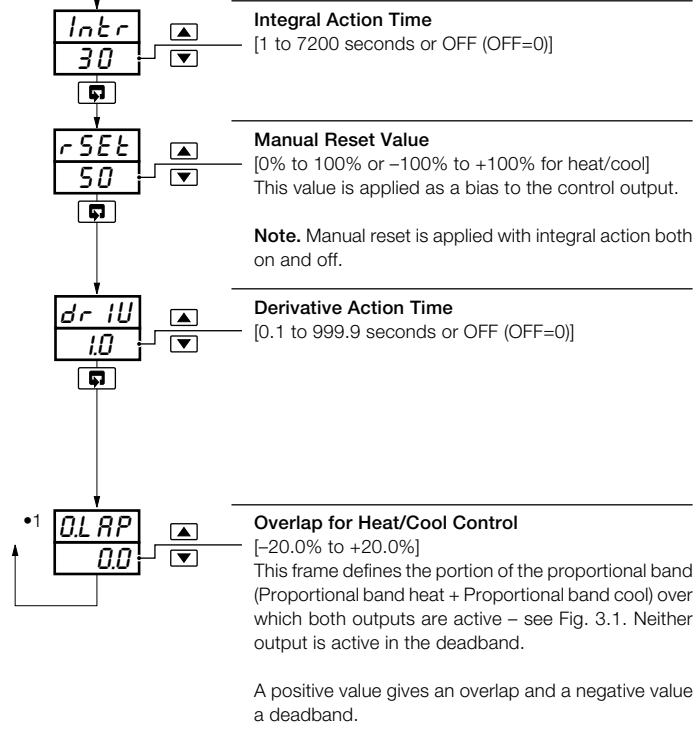 Intr
30
Integral Action Time
[1 to 7200 seconds or OFF (OFF=0)]
rSEt
50
Manual Reset Value
[0% to 100% or –100% to +100% for heat/cool]
This value is applied as a bias to the control output.
Note. Manual reset is applied with integral action both
on and off.
drIV
1.0
Derivative Action Time
[0.1 to 999.9 seconds or OFF (OFF=0)]
•1
O.LAP
0.0
Overlap for Heat/Cool Control
[–20.0% to +20.0%]
This frame defines the portion of the proportional band
(Proportional band heat + Proportional band cool) over
which both outputs are active – see Fig. 3.1. Neither
output is active in the deadband.
A positive value gives an overlap and a negative value
a deadband.